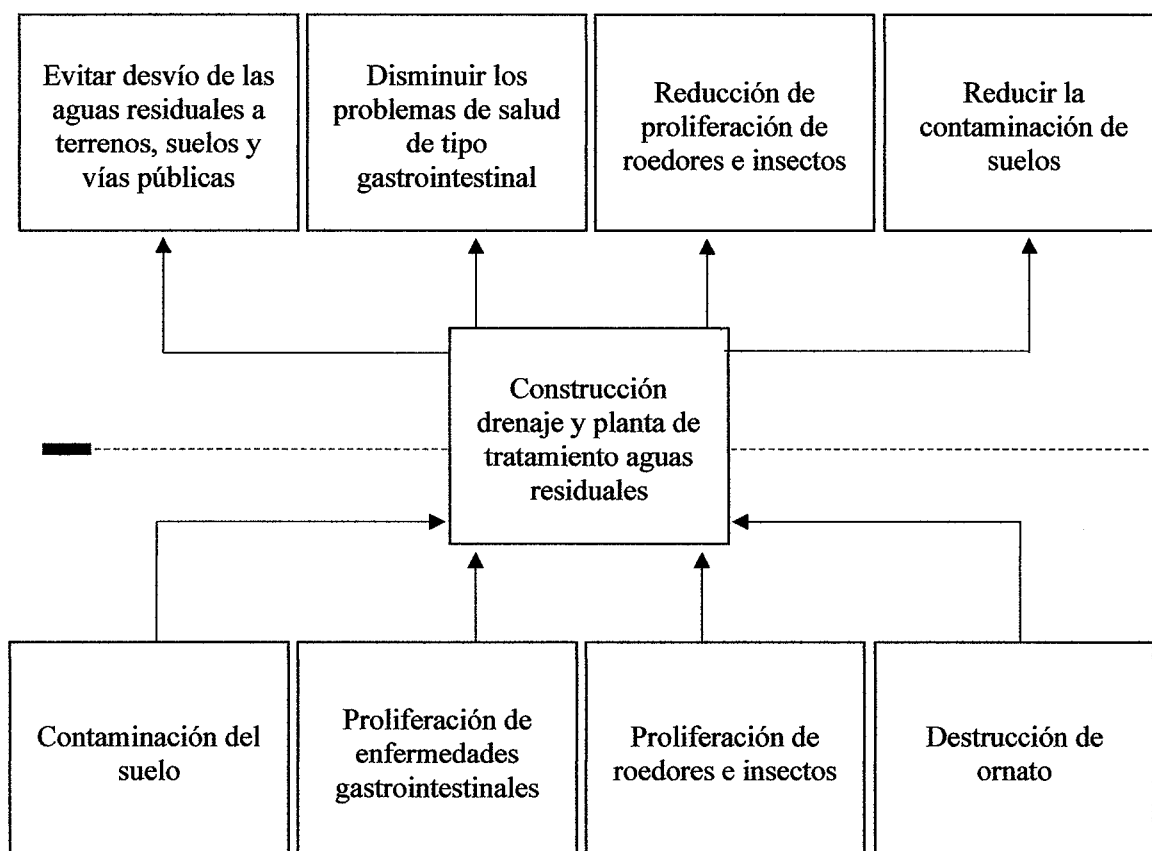 Evitar desvío de las
aguas residuales a
terrenos, suelos y
vías públicas
Disminuir los
problemas de salud
de tipo
gastrointestinal
Reducción de
proliferación de
roedores e insectos
Reducir la
contaminación de
suelos
Construcción
drenaje y planta de
tratamiento aguas
residuales
Contaminación del
suelo
Proliferación de
enfermedades
gastrointestinales
Proliferación de
roedores e insectos
Destrucción de
ornato